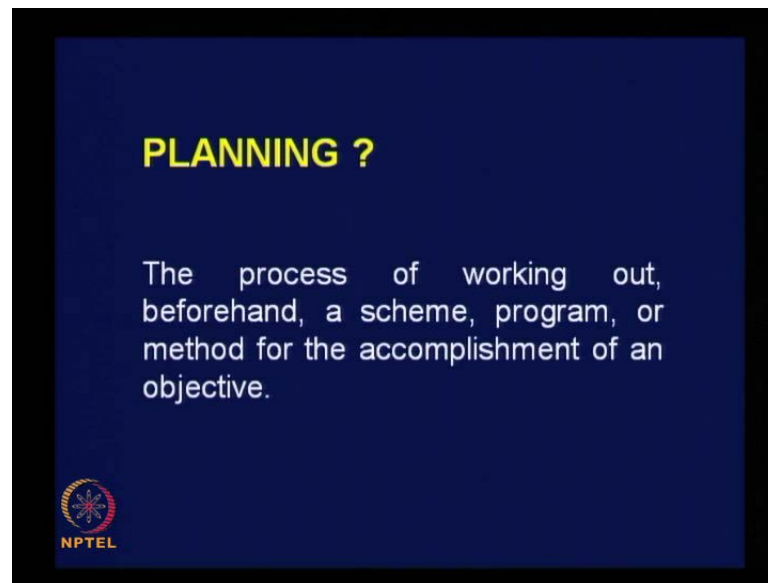 PLANNING ?
The process of working out,
beforehand, a scheme, program, or
method for the accomplishment of an
objective.
NPTEL